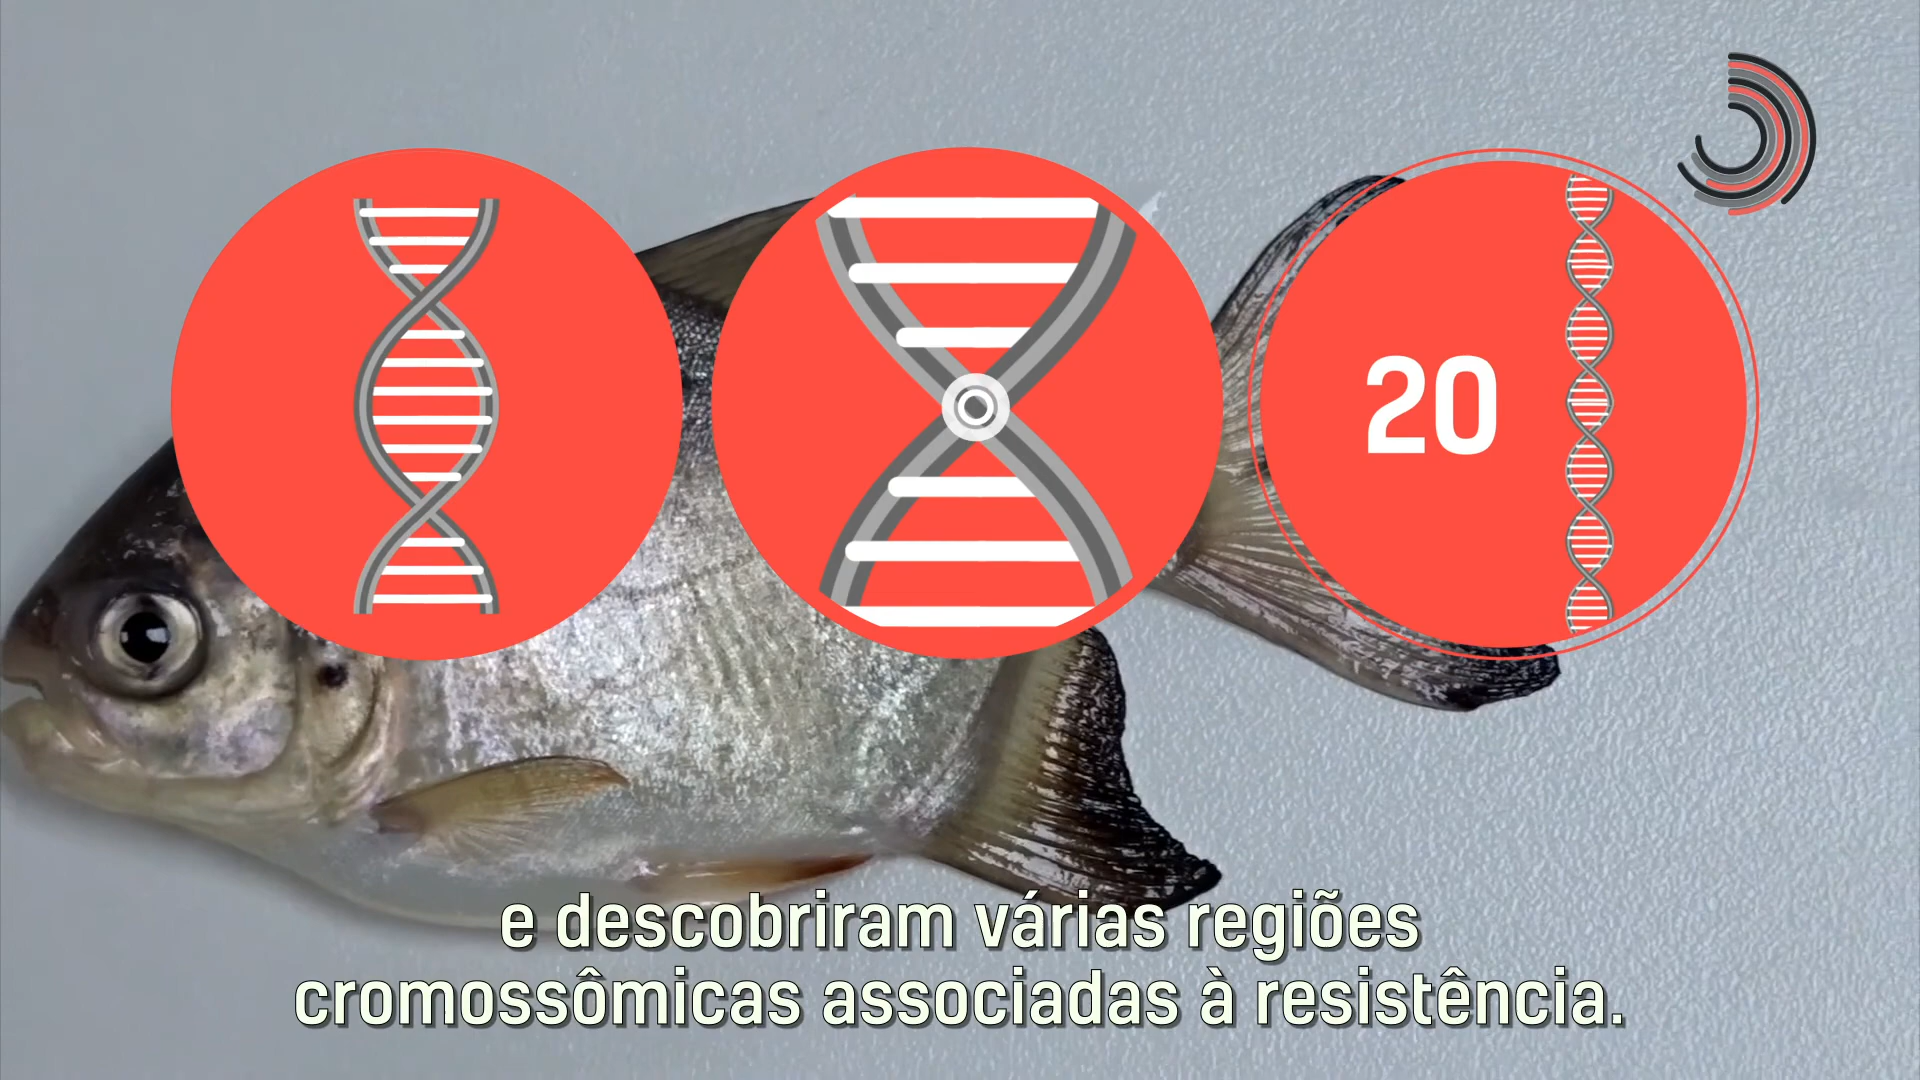 20
e descobriram várias regiões
cromossômicas associadas à resistência.